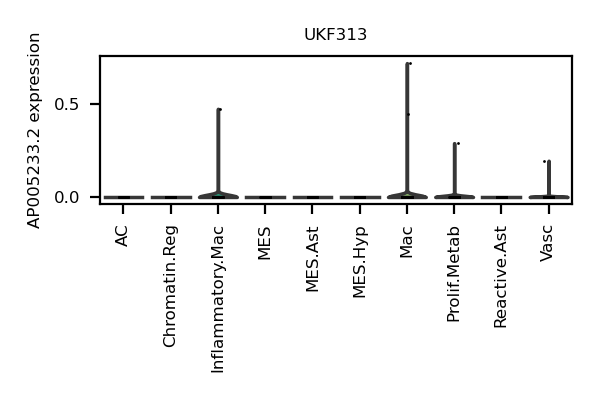 UKF313
AP005233.2 expression
0.5
0.0
AC
Chromatin.Reg
Inflammatory.Mac
MES
MES.Ast
MES.Hyp
Mac
Prolif.Metab
Reactive.Ast
Vasc